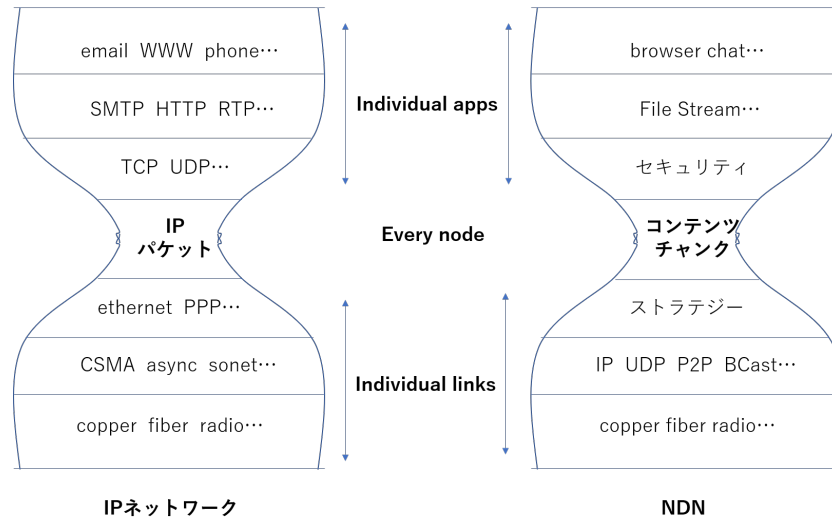 email WWW phone…
SMTP HTTP RTP…
TCP UDP…
IP
パケット
ethernet PPP…
CSMA async sonet…
copper fiber radio…
IPネットワーク
Individual apps
Every node
Individual links
browser chat…
File Stream…
セキュリティ
コンテンツ
チャンク
ストラテジー
IP UDP P2P BCast…
copper fiber radio…
NDN